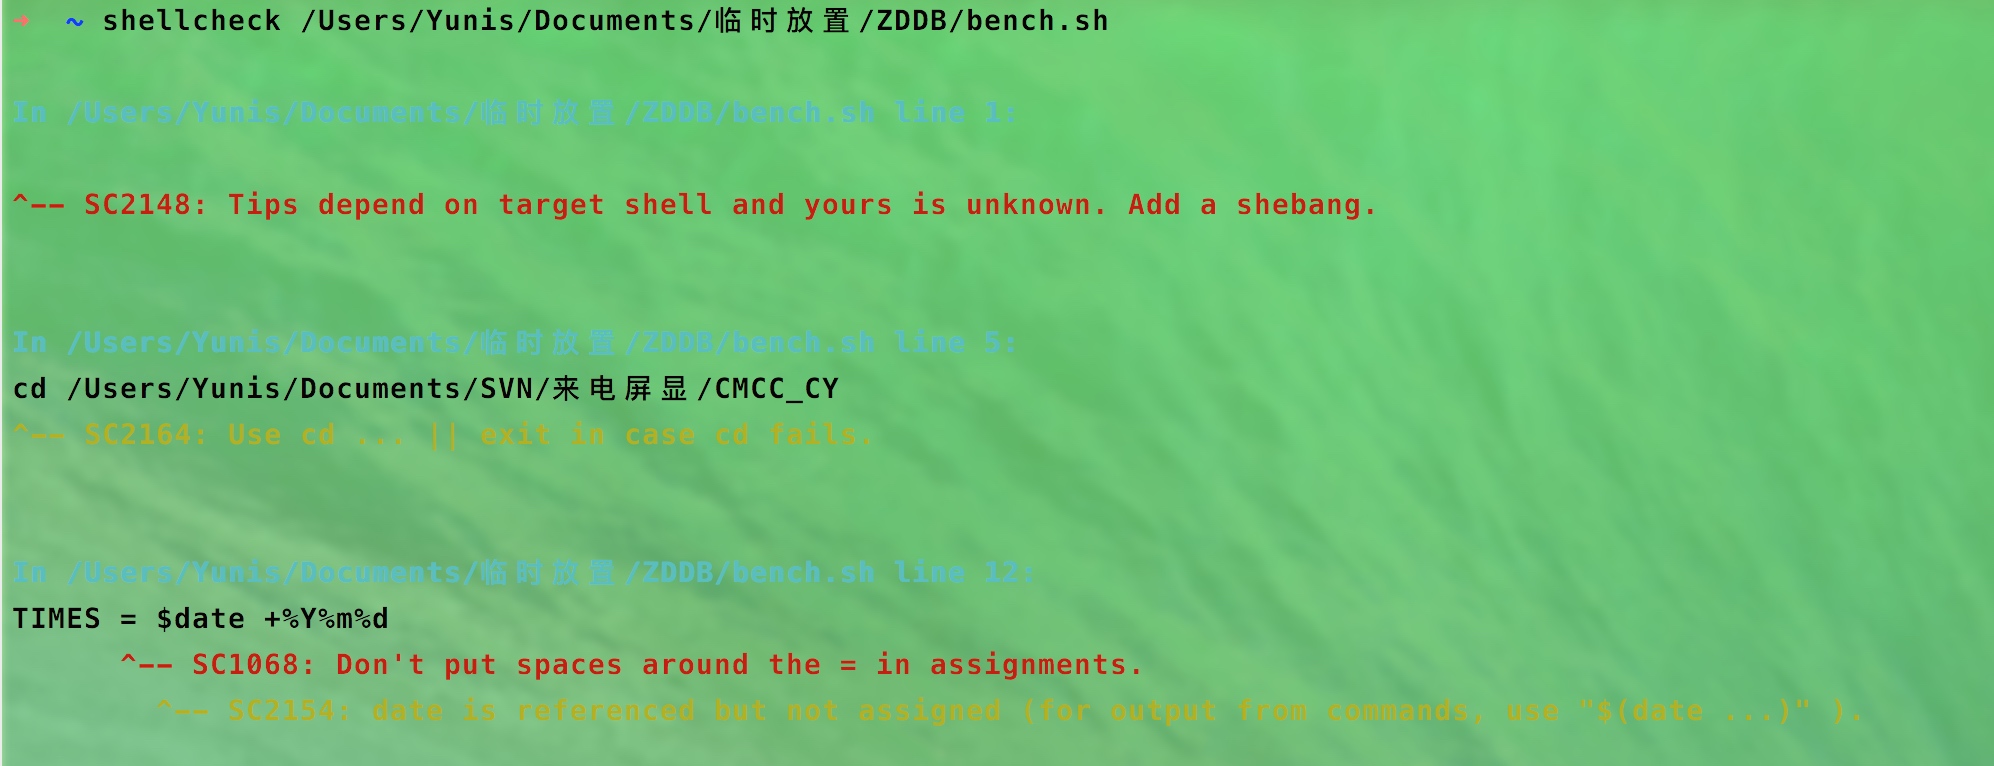 ➜  ~ shellcheck /Users/Yunis/Documents/临时放置/ZDDB/bench.sh
In /Users/Yunis/Documents/临时放置/ZDDB/bench.sh line 1:
^-- SC2148: Tips depend on target shell and yours is unknown. Add a shebang.
In /Users/Yunis/Documents/临时放置/ZDDB/bench.sh line 5:
cd /Users/Yunis/Documents/SVN/来电屏显/CMCC_CY
^-- SC2164: Use cd ... || exit in case cd fails.
In /Users/Yunis/Documents/临时放置/ZDDB/bench.sh line 12:
TIMES = $date +%Y%m%d
      ^-- SC1068: Don't put spaces around the = in assignments.
        ^-- SC2154: date is referenced but not assigned (for output from commands, use "$(date ...)" ).